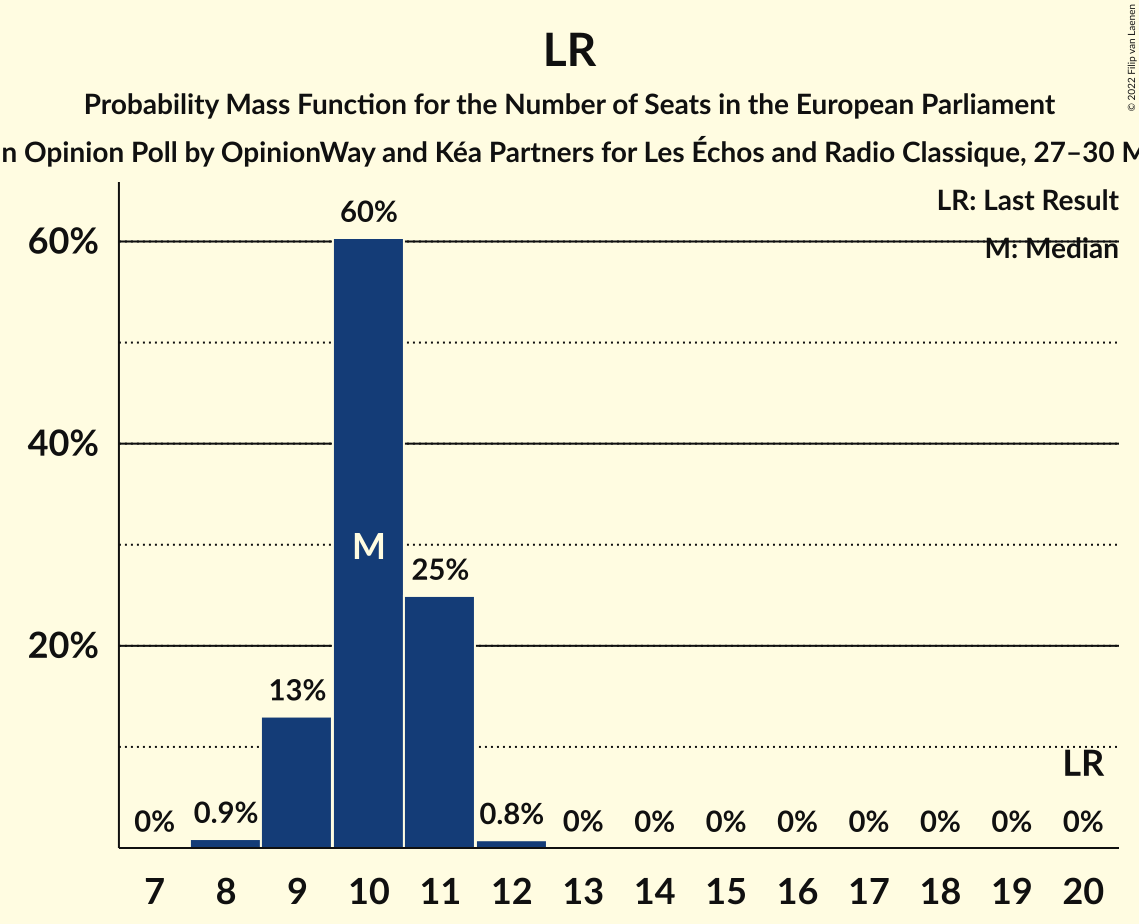 LR
Probability Mass Function for the Number of Seats in the European Parliament
n Opinion Poll by OpinionWay and Kéa Partners for Les Échos and Radio Classique, 27–30 M
© 2022 Filip van Laenen
LR: Last Result
M: Median
60%
40%
20%
0%
0.9%
13%
60%
M
25%
0.8%
0%
0%
0%
0%
0%
0%
0%
LR
0%
7 8 9 10 11 12 13 14 15 16 17 18 19 20